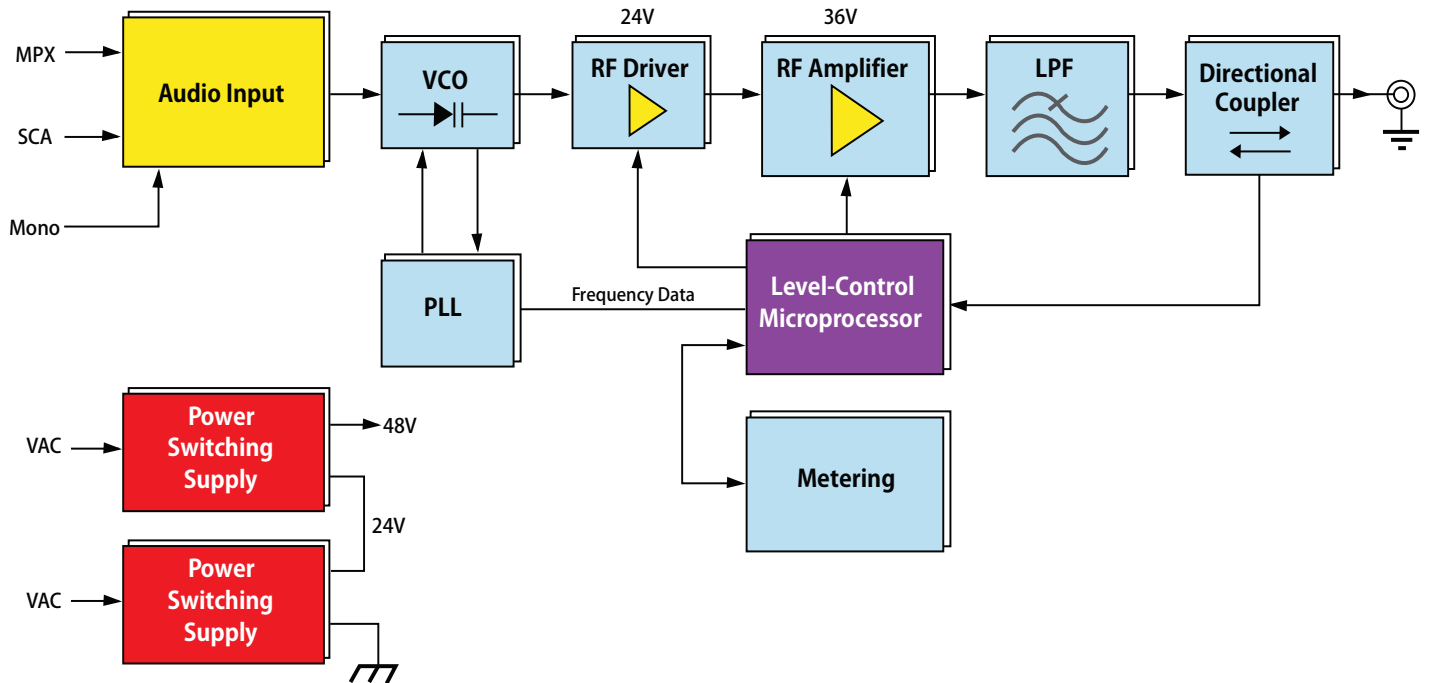 24V
36V
MPX
SCA
Mono
Audio Input
VCO
RF Driver
RF Amplifier
LPF
Directional
Coupler
PLL
Frequency Data
Level-Control
Microprocessor
Metering
VAC
Power
Switching
Supply
48V
24V
VAC
Power
Switching
Supply